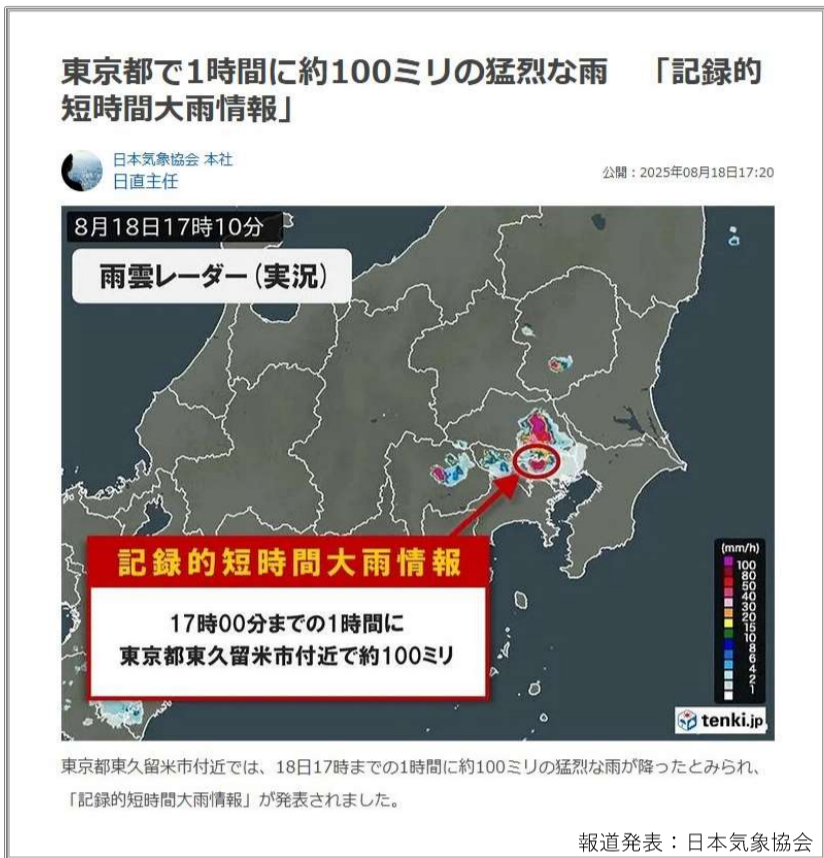 東京都で1時間に約100ミリの猛烈な雨　「記録的
短時間大雨情報」
日本気象協会 本社
日直主任
公開：2025年08月18日17:20
8月18日17時10分
雨雲レーダー(実況)
記録的短時間大雨情報
17時00分までの1時間に
東京都東久留米市付近で約100ミリ
(mm/h)
100
80
50
40
30
20
15
10
8
6
4
2
1
tenki.jp
東京都東久留米市付近では、18日17時までの1時間に約100ミリの猛烈な雨が降ったとみられ、
「記録的短時間大雨情報」が発表されました。
報道発表：日本気象協会